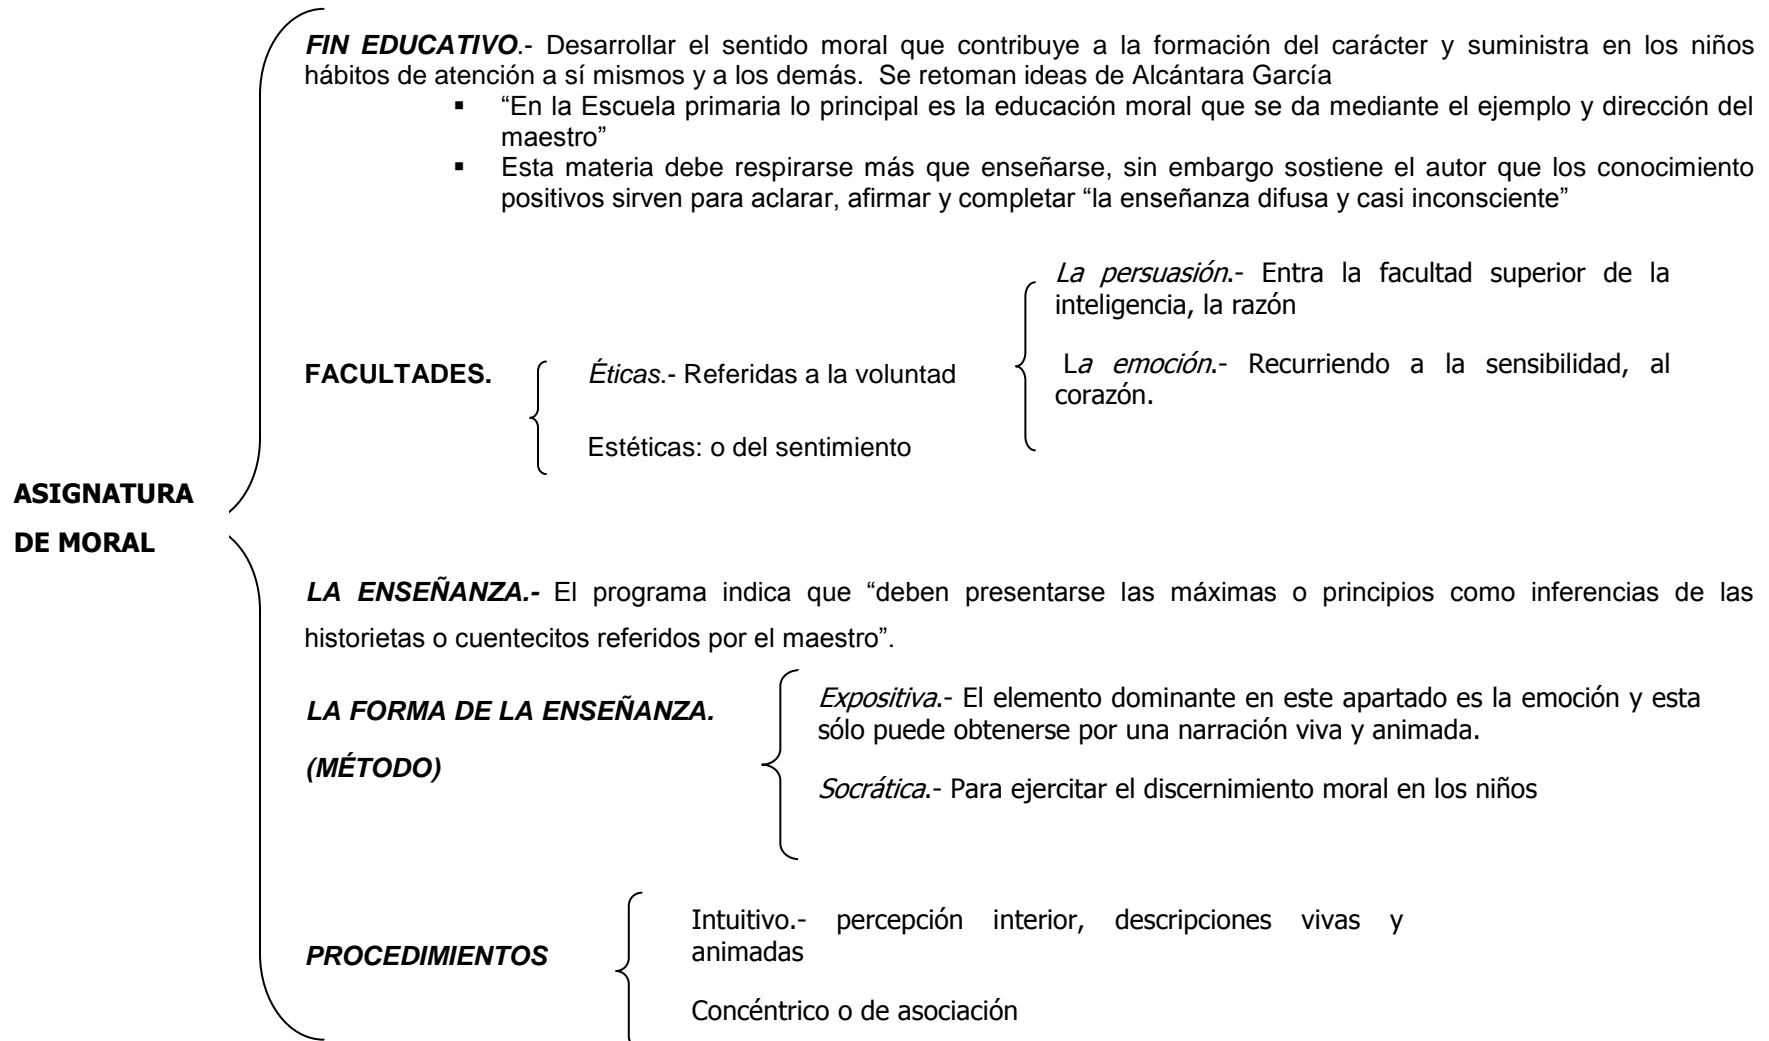 FIN EDUCATIVO.- Desarrollar el sentido moral que contribuye a la formación del carácter y suministra en los niños
hábitos de atención a sí mismos y a los demás. Se retoman ideas de Alcántara García
▪ “En la Escuela primaria lo principal es la educación moral que se da mediante el ejemplo y dirección del
maestro”
▪ Esta materia debe respirarse más que enseñarse, sin embargo sostiene el autor que los conocimiento
positivos sirven para aclarar, afirmar y completar “la enseñanza difusa y casi inconsciente”
FACULTADES.
Éticas.- Referidas a la voluntad
Estéticas: o del sentimiento
La persuasión.- Entra la facultad superior de la
inteligencia, la razón
La emoción.- Recurriendo a la sensibilidad, al
corazón.
ASIGNATURA
DE MORAL
LA ENSEÑANZA.- El programa indica que “deben presentarse las máximas o principios como inferencias de las
historietas o cuentecitos referidos por el maestro”.
LA FORMA DE LA ENSEÑANZA.
(MÉTODO)
Expositiva.- El elemento dominante en este apartado es la emoción y esta
sólo puede obtenerse por una narración viva y animada.
Socrática.- Para ejercitar el discernimiento moral en los niños
PROCEDIMIENTOS
Intuitivo.- percepción interior, descripciones vivas y
animadas
Concéntrico o de asociación